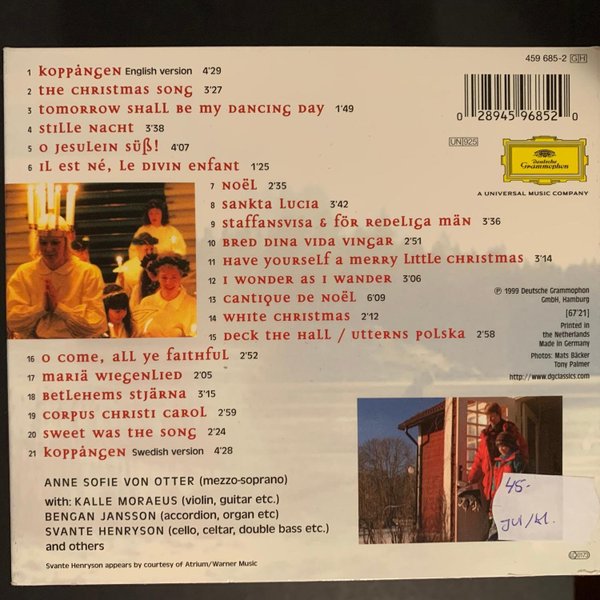 459 685-2 GH
1 Koppången English version 4'29
2 The Christmas Song 3'27
3 Tomorrow shall be my dancing day 1'49
4 Stille Nacht 3'38
5 O Jesulein süß! 4'07
6 Il est né, le divin enfant 1'25
7 Noël 2'35
8 Sankta Lucia 3'42
9 Staffansvisa & För redeliga män 3'36
10 Bred dina vida vingar 2'51
11 Have yourself a merry little Christmas 3'14
12 I wonder as I wander 3'06
13 Cantique de Noël 6'09
14 White Christmas 2'12
15 Deck the hall / Utterns polska 2'58
16 O come, all ye faithful 2'52
17 Mariä Wiegenlied 2'05
18 Betlehems stjärna 3'15
19 Corpus Christi Carol 2'59
20 Sweet was the song 2'24
21 Koppången Swedish version 4'28
ANNE SOFIE VON OTTER (mezzo-soprano)
with: KALLE MORAEUS (violin, guitar etc.)
BENGAN JANSSON (accordion, organ etc)
SVANTE HENRYSON (cello, celtar, double bass etc.)
and others
Svante Henryson appears by courtesy of Atrium/Warner Music
0 28945 96852 0
UN 925
Deutsche
Grammophon
A UNIVERSAL MUSIC COMPANY
℗ 1999 Deutsche Grammophon
GmbH, Hamburg
[67'21]
Printed in
the Netherlands
Made in Germany
Photos: Mats Bäcker
Tony Palmer
http://www.dgclassics.com
45-
Jul/kl.